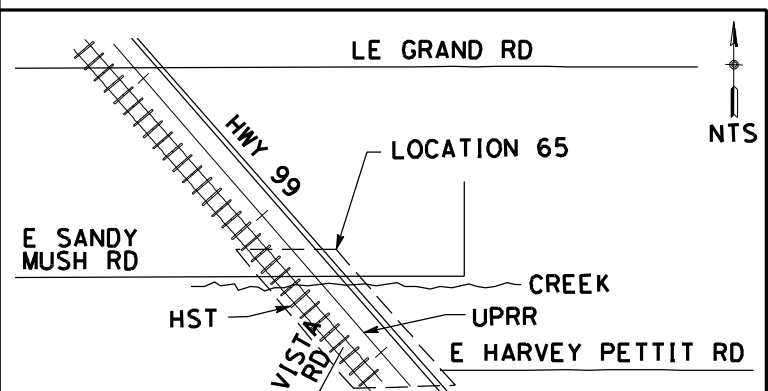 LE GRAND RD
NTS
HWY 99
LOCATION 65
E SANDY
MUSH RD
CREEK
HST
UPRR
VISTA
RD
E HARVEY PETTIT RD